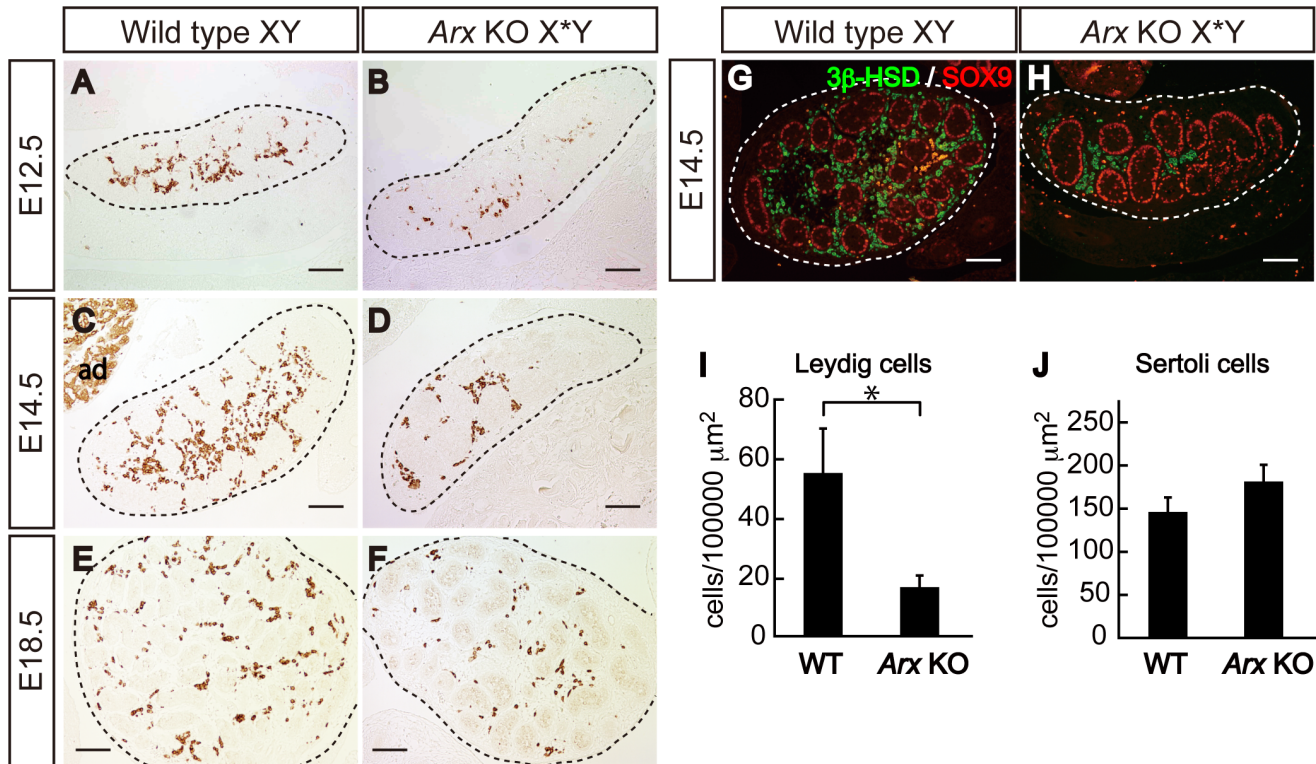 Wild type XY
Arx KO X*Y
Wild type XY
Arx KO X*Y
E12.5
A
B
E14.5
C
ad
D
E18.5
E
F
E14.5
G
3β-HSD / SOX9
H
I
Leydig cells
*
cells/100000 μm²
80
60
40
20
0
WT
Arx KO
J
Sertoli cells
cells/100000 μm²
250
200
150
100
50
0
WT
Arx KO